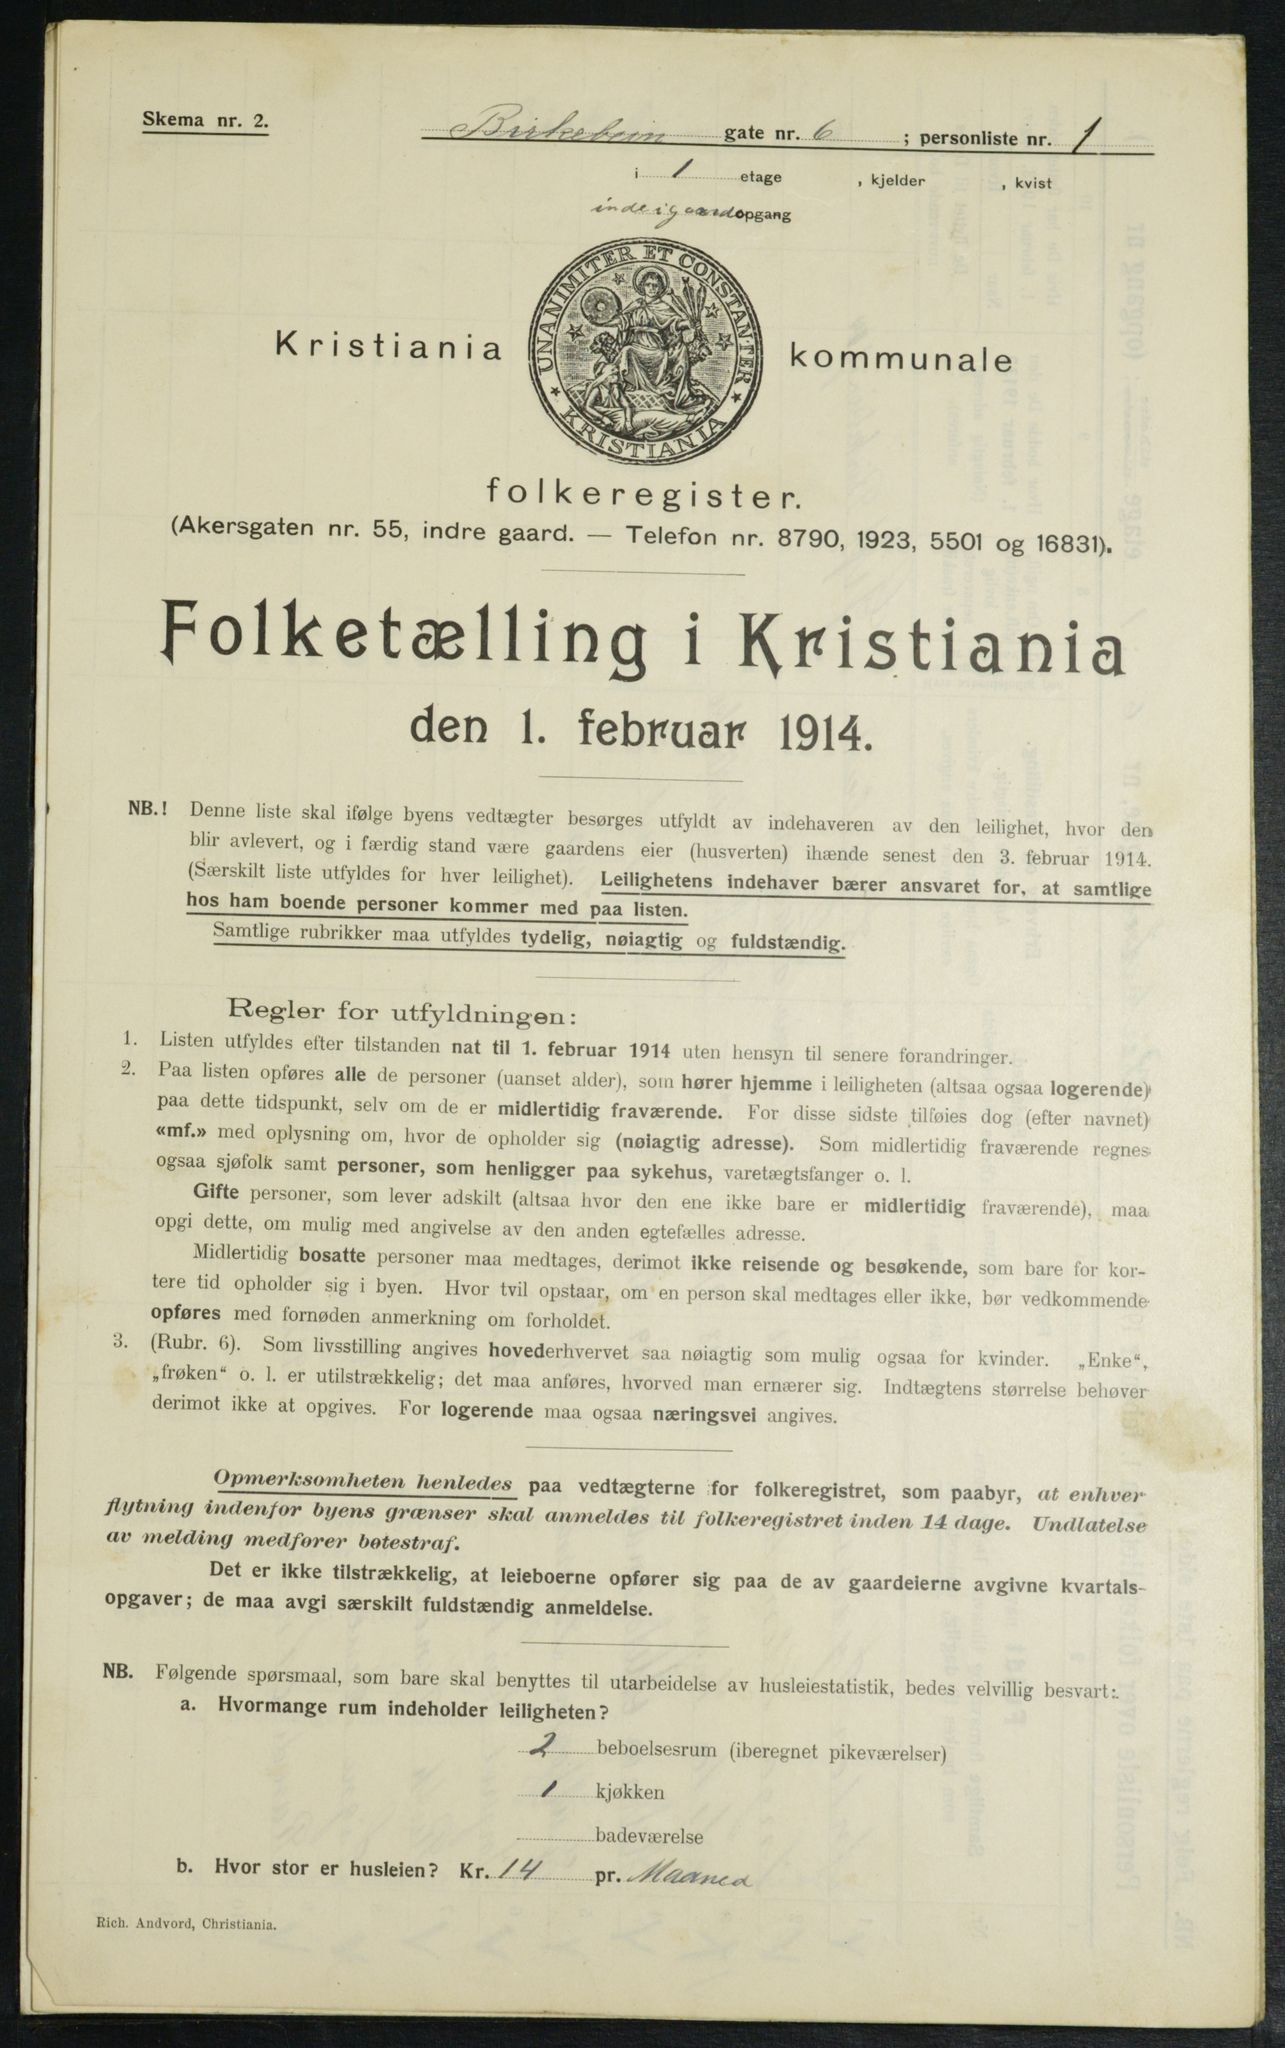 Skema nr. 2.
Birkebein gate nr. 6 ; personliste nr. 1
i 1 etage , kjelder , kvist
inde i gaard opgang
UNANIMITER ET CONSTANTER
KRISTIANIA
Kristiania kommunale
folkeregister.
(Akersgaten nr. 55, indre gaard. — Telefon nr. 8790, 1923, 5501 og 16831).
Folketælling i Kristiania
den 1. februar 1914.
NB.! Denne liste skal ifølge byens vedtægter besørges utfyldt av indehaveren av den leilighet, hvor den
blir avlevert, og i færdig stand være gaardens eier (husverten) ihænde senest den 3. februar 1914.
(Særskilt liste utfyldes for hver leilighet). Leilighetens indehaver bærer ansvaret for, at samtlige
hos ham boende personer kommer med paa listen.
Samtlige rubrikker maa utfyldes tydelig, nøiagtig og fuldstændig.
Regler for utfyldningen:
1. Listen utfyldes efter tilstanden nat til 1. februar 1914 uten hensyn til senere forandringer.
2. Paa listen opføres alle de personer (uanset alder), som hører hjemme i leiligheten (altsaa ogsaa logerende)
paa dette tidspunkt, selv om de er midlertidig fraværende. For disse sidste tilføies dog (efter navnet)
«mf.» med oplysning om, hvor de opholder sig (nøiagtig adresse). Som midlertidig fraværende regnes
ogsaa sjøfolk samt personer, som henligger paa sykehus, varetægtsfanger o. l.
Gifte personer, som lever adskilt (altsaa hvor den ene ikke bare er midlertidig fraværende), maa
opgi dette, om mulig med angivelse av den anden egtefælles adresse.
Midlertidig bosatte personer maa medtages, derimot ikke reisende og besøkende, som bare for kor-
tere tid opholder sig i byen. Hvor tvil opstaar, om en person skal medtages eller ikke, bør vedkommende
opføres med fornøden anmerkning om forholdet.
3. (Rubr. 6). Som livsstilling angives hovederhvervet saa nøiagtig som mulig ogsaa for kvinder. „Enke“,
„frøken“ o. l. er utilstrækkelig; det maa anføres, hvorved man ernærer sig. Indtægtens størrelse behøver
derimot ikke at opgives. For logerende maa ogsaa næringsvei angives.
Opmerksomheten henledes paa vedtægterne for folkeregistret, som paabyr, at enhver
flytning indenfor byens grænser skal anmeldes til folkeregistret inden 14 dage. Undlatelse
av melding medfører bøtestraf.
Det er ikke tilstrækkelig, at leieboerne opfører sig paa de av gaardeierne avgivne kvartals-
opgaver; de maa avgi særskilt fuldstændig anmeldelse.
NB. Følgende spørsmaal, som bare skal benyttes til utarbeidelse av husleiestatistik, bedes velvillig besvart:
a. Hvormange rum indeholder leiligheten?
2 beboelsesrum (iberegnet pikeværelser)
1 kjøkken
badeværelse
b. Hvor stor er husleien? Kr. 14 pr. Maaned
Rich. Andvord, Christiania.